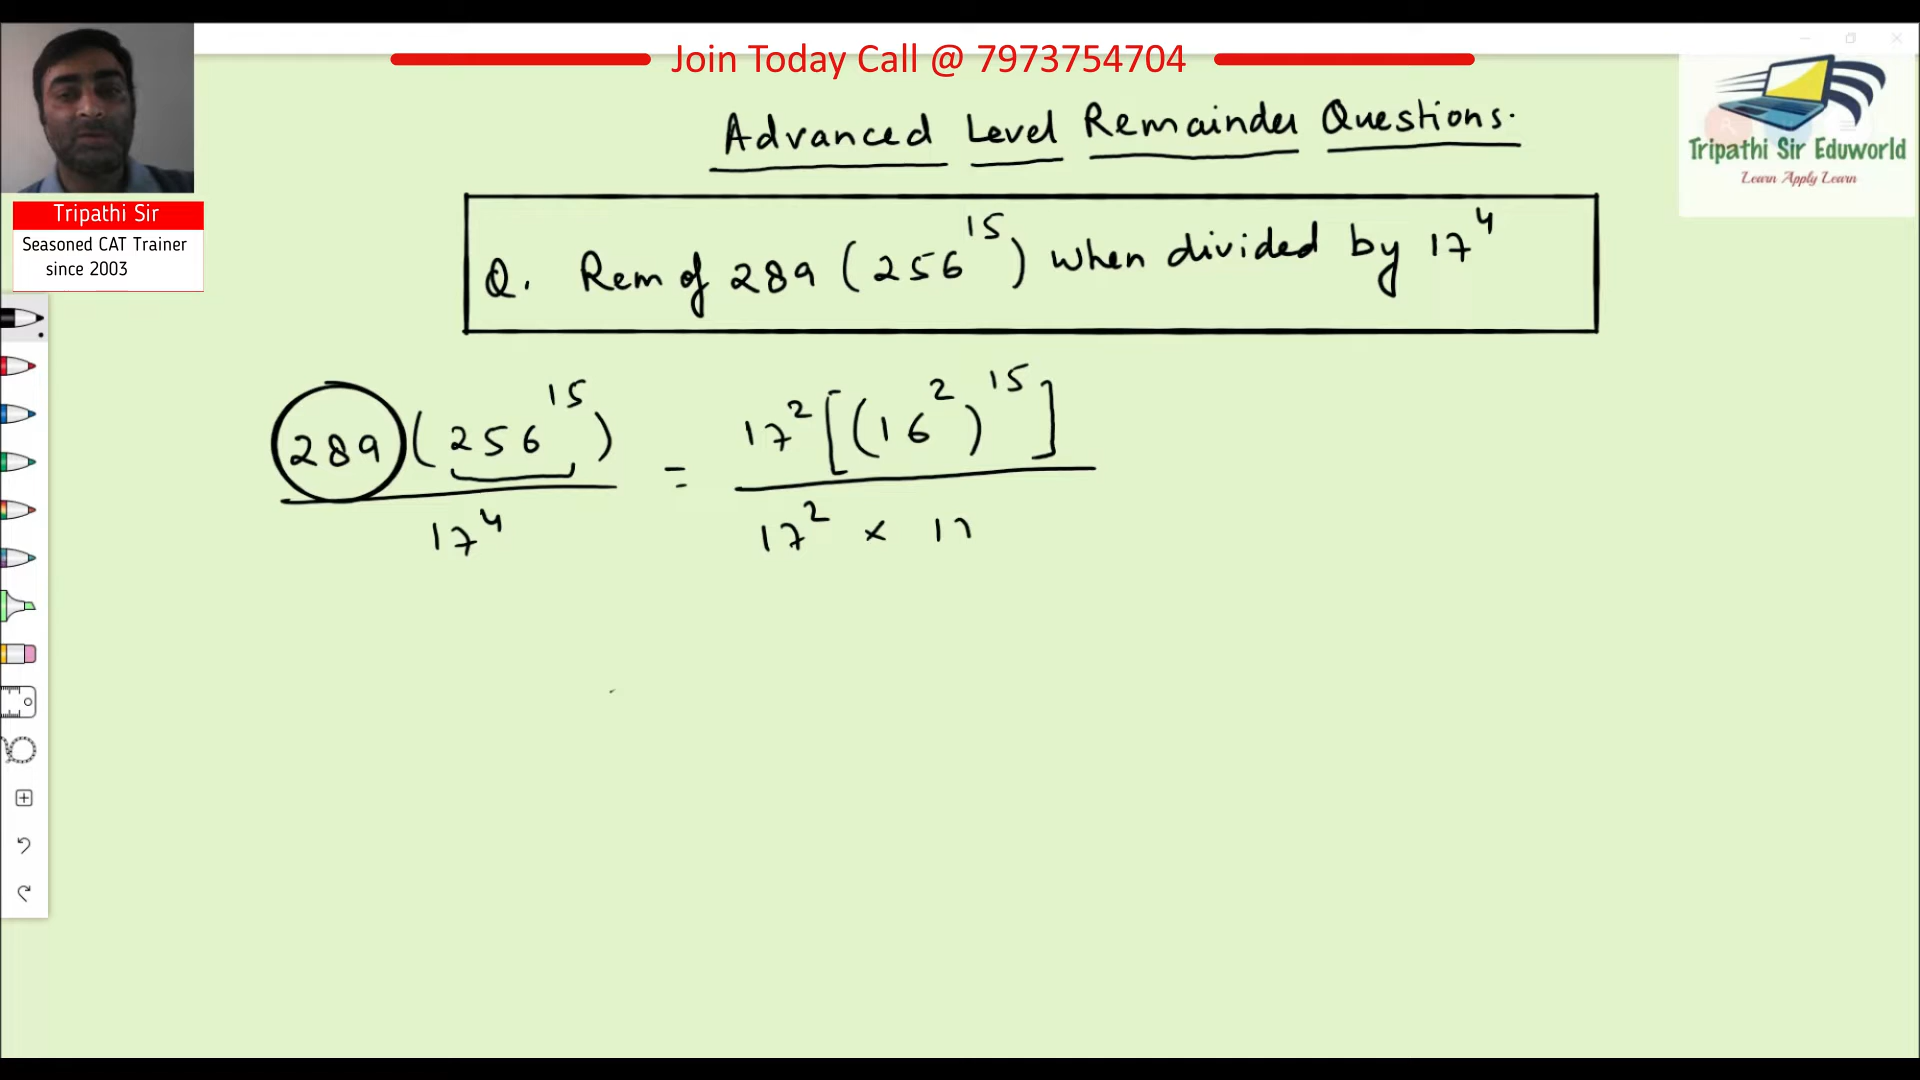 Join Today Call @ 7973754704
Advanced Level Remainder Questions.
Tripathi Sir Eduworld
Learn Apply Learn
Tripathi Sir
Seasoned CAT Trainer
since 2003
Q. Rem of 289 (256^15) when divided by 17^4
289 (256^15) / 17^4 = 17^2 [(16^2)^15] / 17^2 × 17